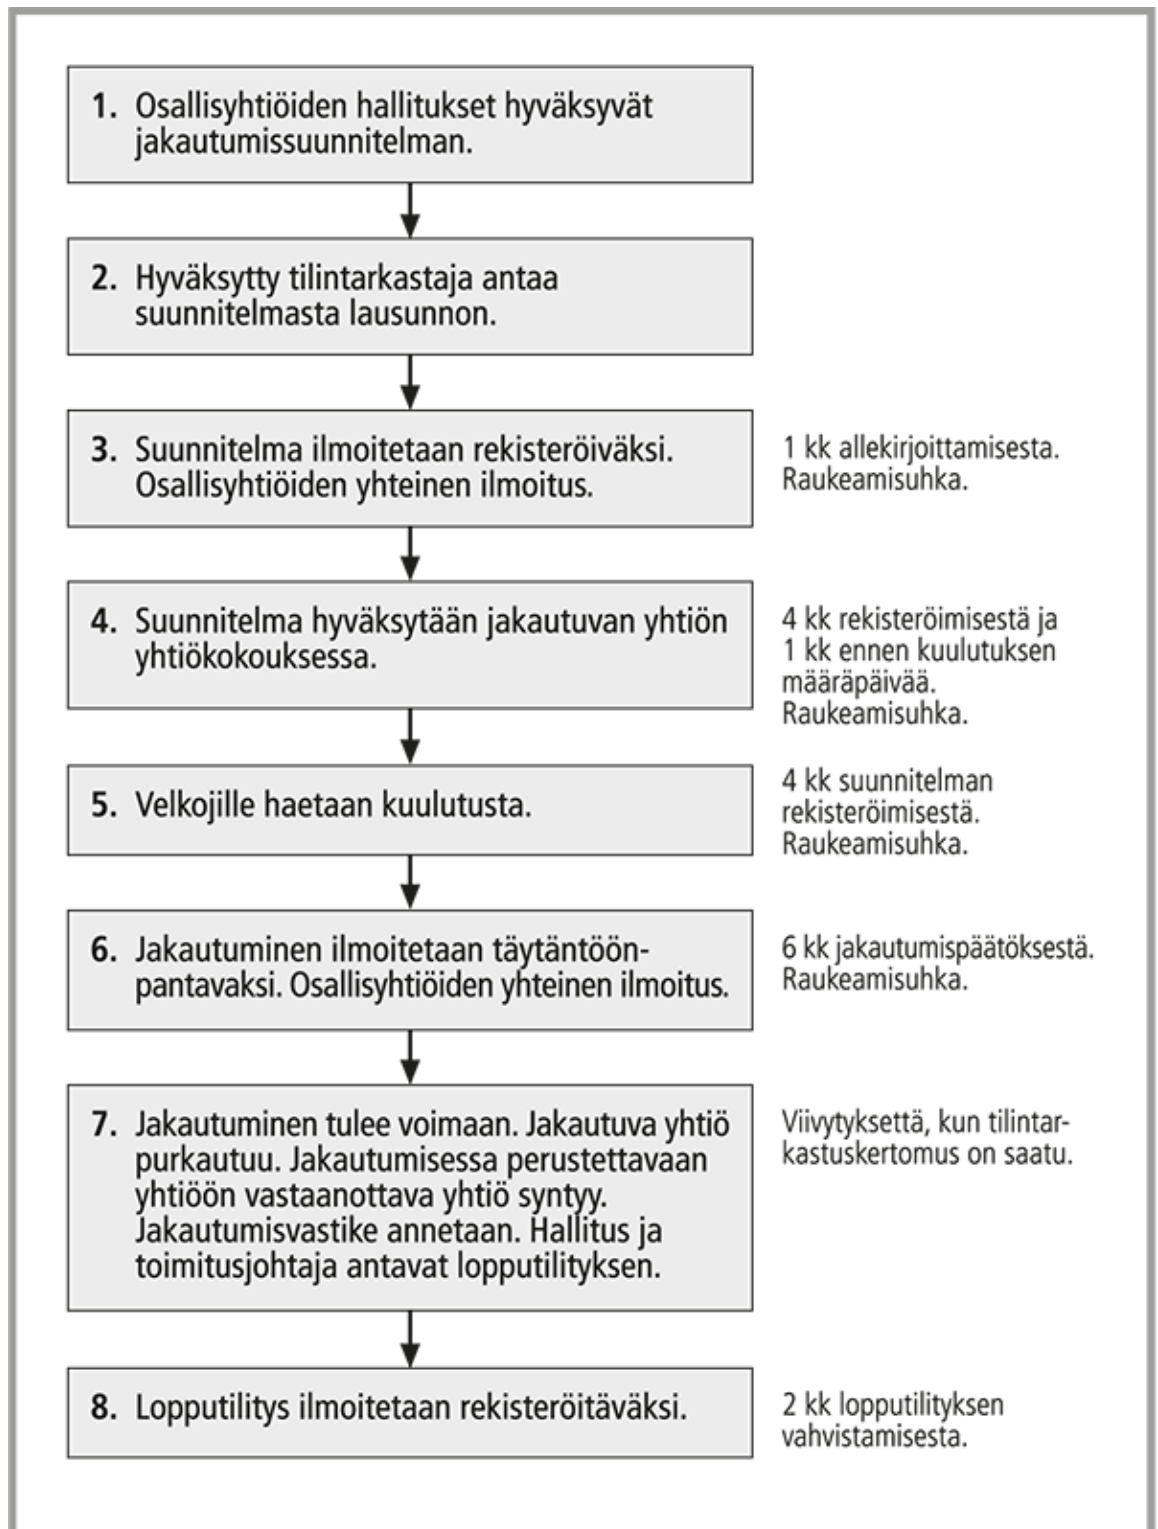 1. Osallisyhtiöiden hallitukset hyväksyvät
jakautumissuunnitelman.
2. Hyväksytty tilintarkastaja antaa
suunnitelmasta lausunnon.
3. Suunnitelma ilmoitetaan rekisteröiväksi.
Osallisyhtiöiden yhteinen ilmoitus.
1 kk allekirjoittamisesta.
Raukeamisuhka.
4. Suunnitelma hyväksytään jakautuvan yhtiön
yhtiökokouksessa.
4 kk rekisteröimisestä ja
1 kk ennen kuulutuksen
määräpäivää.
Raukeamisuhka.
5. Velkojille haetaan kuulutusta.
4 kk suunnitelman
rekisteröimisestä.
Raukeamisuhka.
6. Jakautuminen ilmoitetaan täytäntöön-
pantavaksi. Osallisyhtiöiden yhteinen ilmoitus.
6 kk jakautumispäätöksestä.
Raukeamisuhka.
7. Jakautuminen tulee voimaan. Jakautuva yhtiö
purkautuu. Jakautumisessa perustettavaan
yhtiöön vastaanottava yhtiö syntyy.
Jakautumisvastike annetaan. Hallitus ja
toimitusjohtaja antavat lopputilityksen.
Viivytyksettä, kun tilintar-
kastuskertomus on saatu.
8. Lopputilitys ilmoitetaan rekisteröitäväksi.
2 kk lopputilityksen
vahvistamisesta.